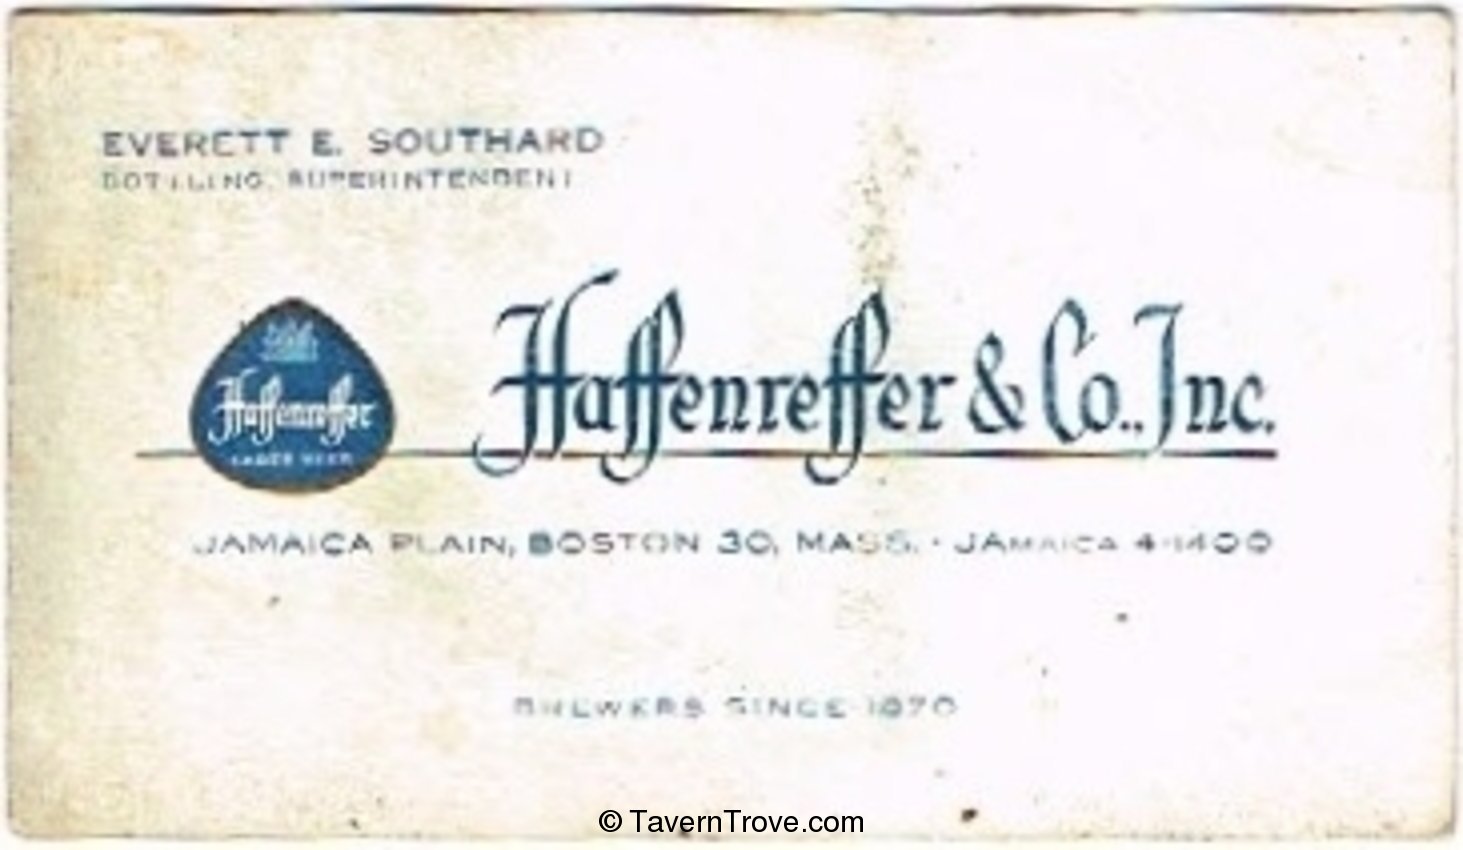 EVERETT E. SOUTHARD
BOTTLING SUPERINTENDENT
Haffenreffer & Co., Inc.
Haffenreffer
LAGER BEER
JAMAICA PLAIN, BOSTON 30, MASS. · JAMAICA 4-1400
BREWERS SINCE 1870
© TavernTrove.com